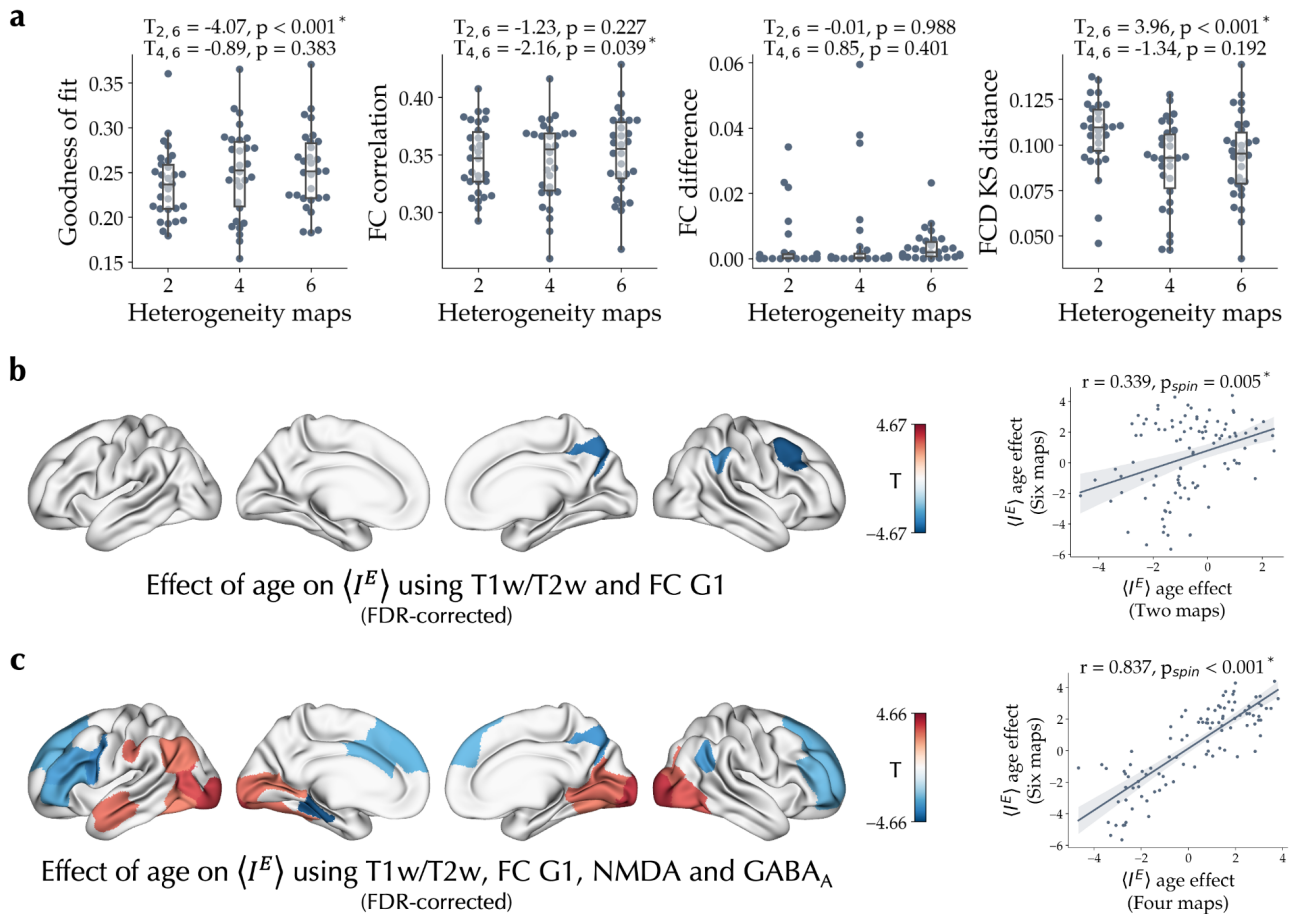 a
T2, 6 = -4.07, p < 0.001 *
T4, 6 = -0.89, p = 0.383
Goodness of fit
0.35
0.30
0.25
0.20
0.15
2 4 6
Heterogeneity maps
T2, 6 = -1.23, p = 0.227
T4, 6 = -2.16, p = 0.039 *
FC correlation
0.40
0.35
0.30
2 4 6
Heterogeneity maps
T2, 6 = -0.01, p = 0.988
T4, 6 = 0.85, p = 0.401
FC difference
0.06
0.04
0.02
0.00
2 4 6
Heterogeneity maps
T2, 6 = 3.96, p < 0.001 *
T4, 6 = -1.34, p = 0.192
FCD KS distance
0.125
0.100
0.075
0.050
2 4 6
Heterogeneity maps
b
4.67
T
−4.67
Effect of age on ⟨I^E⟩ using T1w/T2w and FC G1
(FDR-corrected)
r = 0.339, pspin = 0.005 *
⟨I^E⟩ age effect
(Six maps)
4
2
0
−2
−4
−6
−4 −2 0 2
⟨I^E⟩ age effect
(Two maps)
c
4.66
T
−4.66
Effect of age on ⟨I^E⟩ using T1w/T2w, FC G1, NMDA and GABAA
(FDR-corrected)
r = 0.837, pspin < 0.001 *
⟨I^E⟩ age effect
(Six maps)
4
2
0
−2
−4
−6
−4 −2 0 2 4
⟨I^E⟩ age effect
(Four maps)